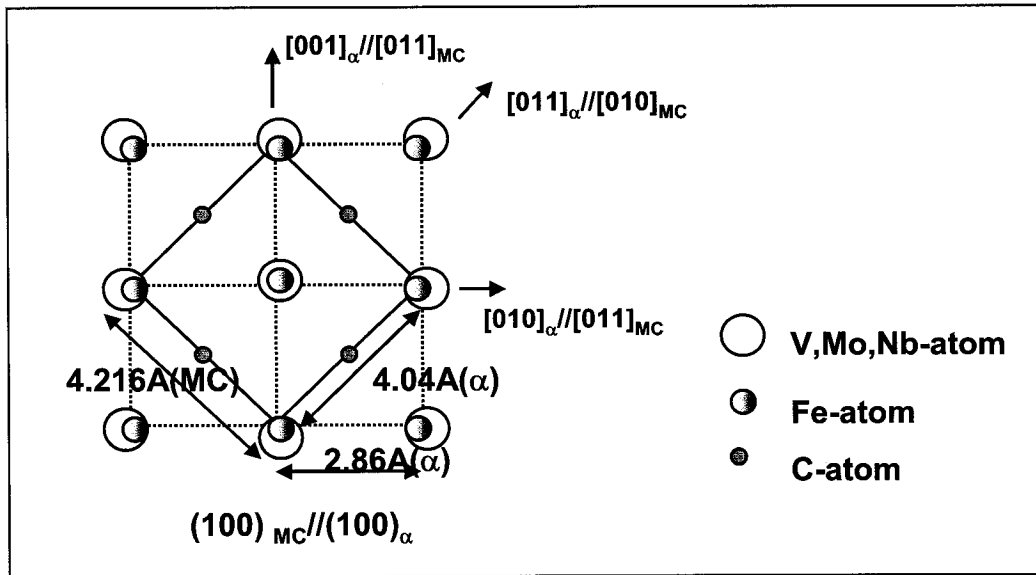 [001]α//[011]MC
[011]α//[010]MC
[010]α//[011]MC
4.216A(MC)
4.04A(α)
2.86A(α)
(100) MC//(100)α
V,Mo,Nb-atom
Fe-atom
C-atom